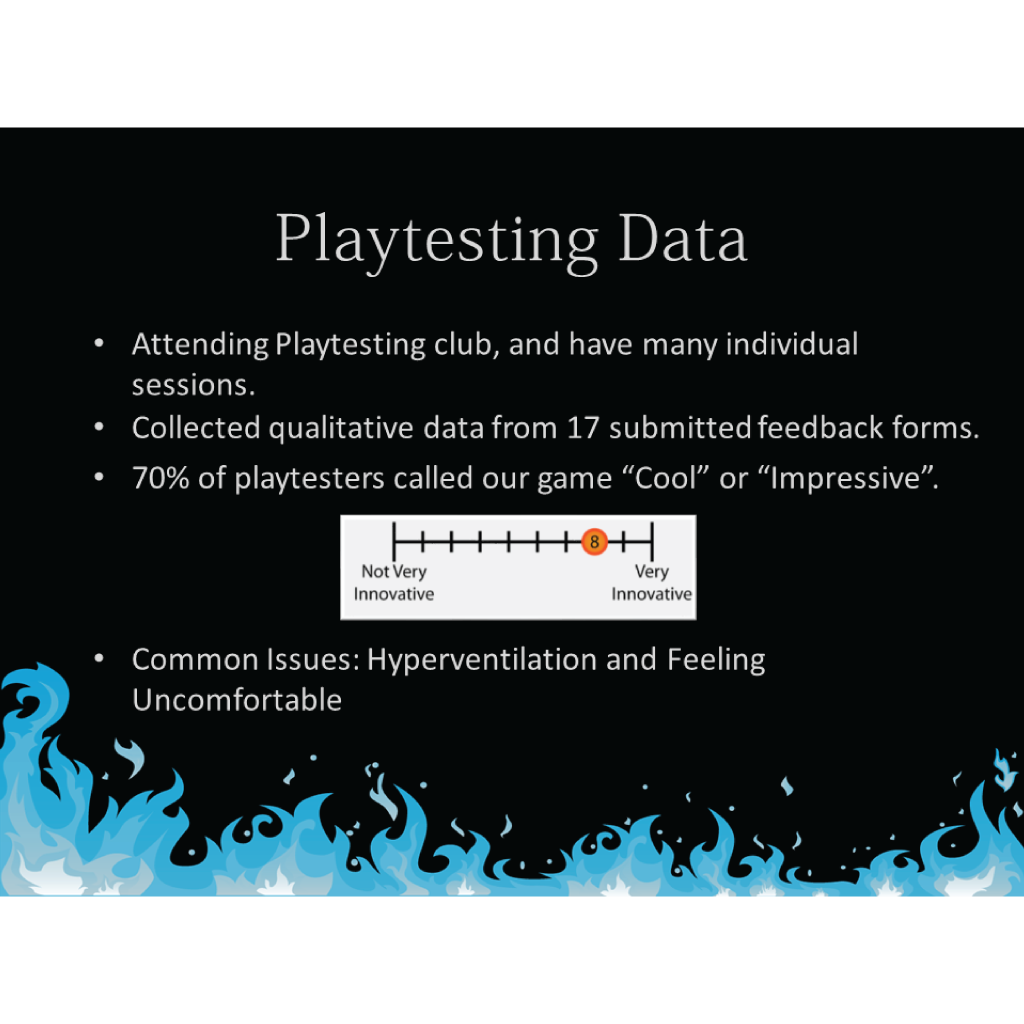 Playtesting Data
• Attending Playtesting club, and have many individual
sessions.
• Collected qualitative data from 17 submitted feedback forms.
• 70% of playtesters called our game “Cool” or “Impressive”.
8
Not Very
Innovative
Very
Innovative
• Common Issues: Hyperventilation and Feeling
Uncomfortable